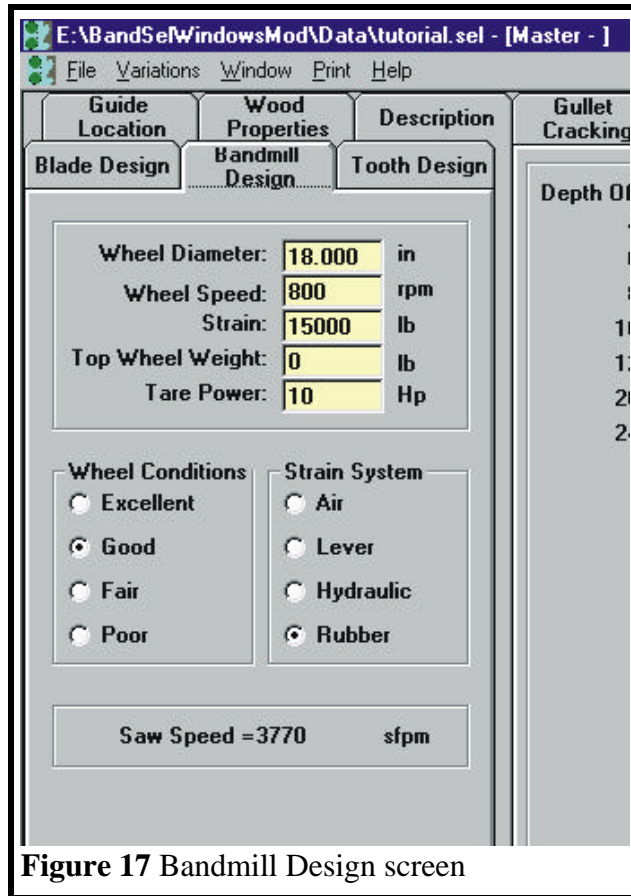 E:\BandSelWindowsMod\Data\tutorial.sel - [Master - ]
File Variations Window Print Help
Guide Location
Wood Properties
Description
Gullet Cracking
Blade Design
Bandmill Design
Tooth Design
Depth Of
Wheel Diameter: 18.000 in
Wheel Speed: 800 rpm
Strain: 15000 lb
Top Wheel Weight: 0 lb
Tare Power: 10 Hp
Wheel Conditions
Excellent
Good
Fair
Poor
Strain System
Air
Lever
Hydraulic
Rubber
Saw Speed =3770 sfpm
Figure 17 Bandmill Design screen